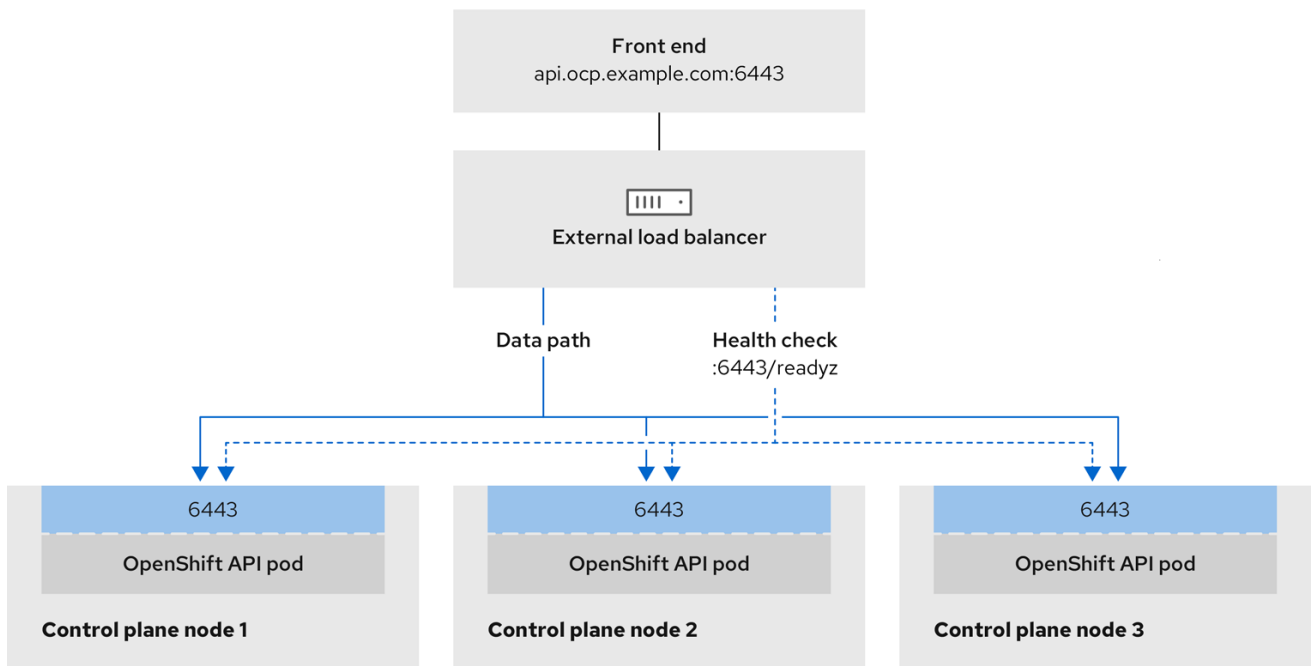 Front end
api.ocp.example.com:6443
External load balancer
Data path
Health check
:6443/readyz
6443
6443
6443
OpenShift API pod
OpenShift API pod
OpenShift API pod
Control plane node 1
Control plane node 2
Control plane node 3